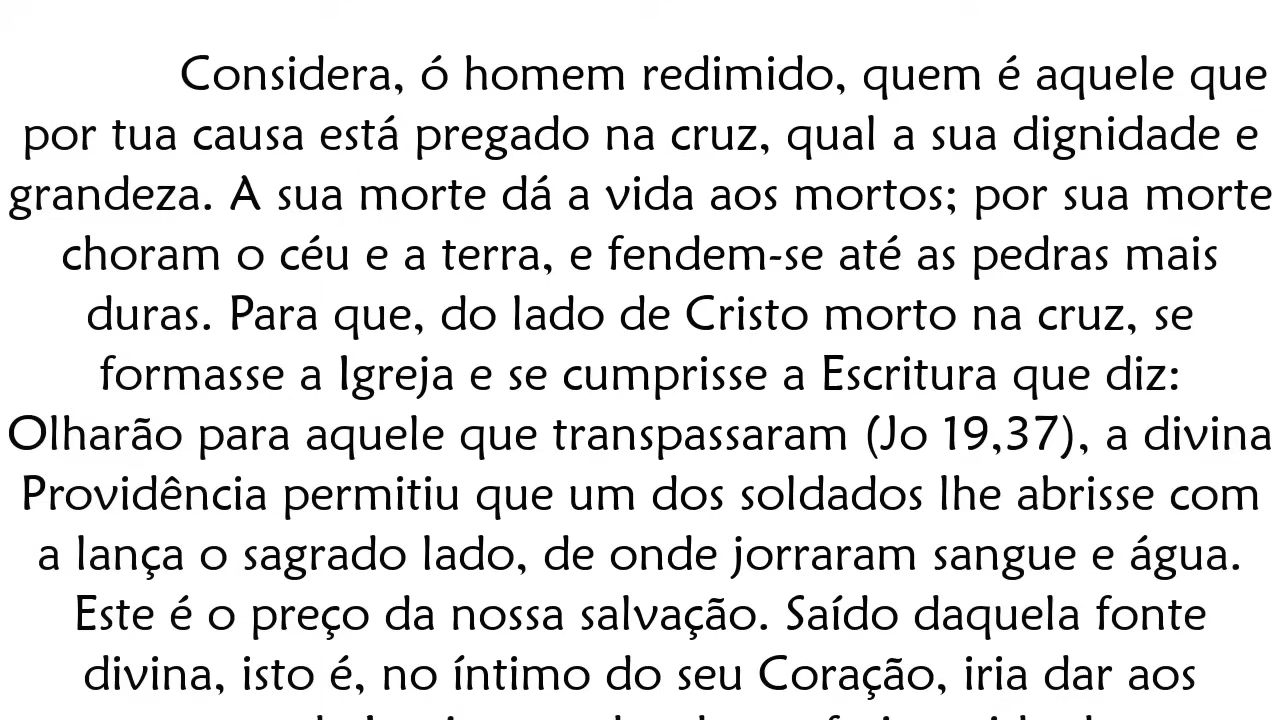 Considera, ó homem redimido, quem é aquele que
por tua causa está pregado na cruz, qual a sua dignidade e
grandeza. A sua morte dá a vida aos mortos; por sua morte
choram o céu e a terra, e fendem-se até as pedras mais
duras. Para que, do lado de Cristo morto na cruz, se
formasse a Igreja e se cumprisse a Escritura que diz:
Olharão para aquele que transpassaram (Jo 19,37), a divina
Providência permitiu que um dos soldados lhe abrisse com
a lança o sagrado lado, de onde jorraram sangue e água.
Este é o preço da nossa salvação. Saído daquela fonte
divina, isto é, no íntimo do seu Coração, iria dar aos